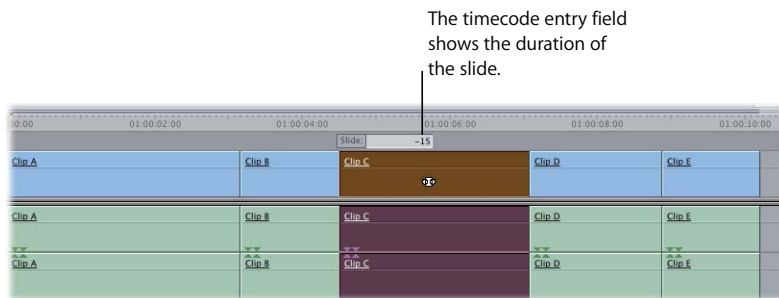 The timecode entry field
shows the duration of
the slide.
00:00 01:00:02:00 01:00:04:00 01:00:06:00 01:00:08:00 01:00:10:00
Slide: -15
Clip A Clip B Clip C Clip D Clip E
Clip A Clip B Clip C Clip D Clip E
Clip A Clip B Clip C Clip D Clip E